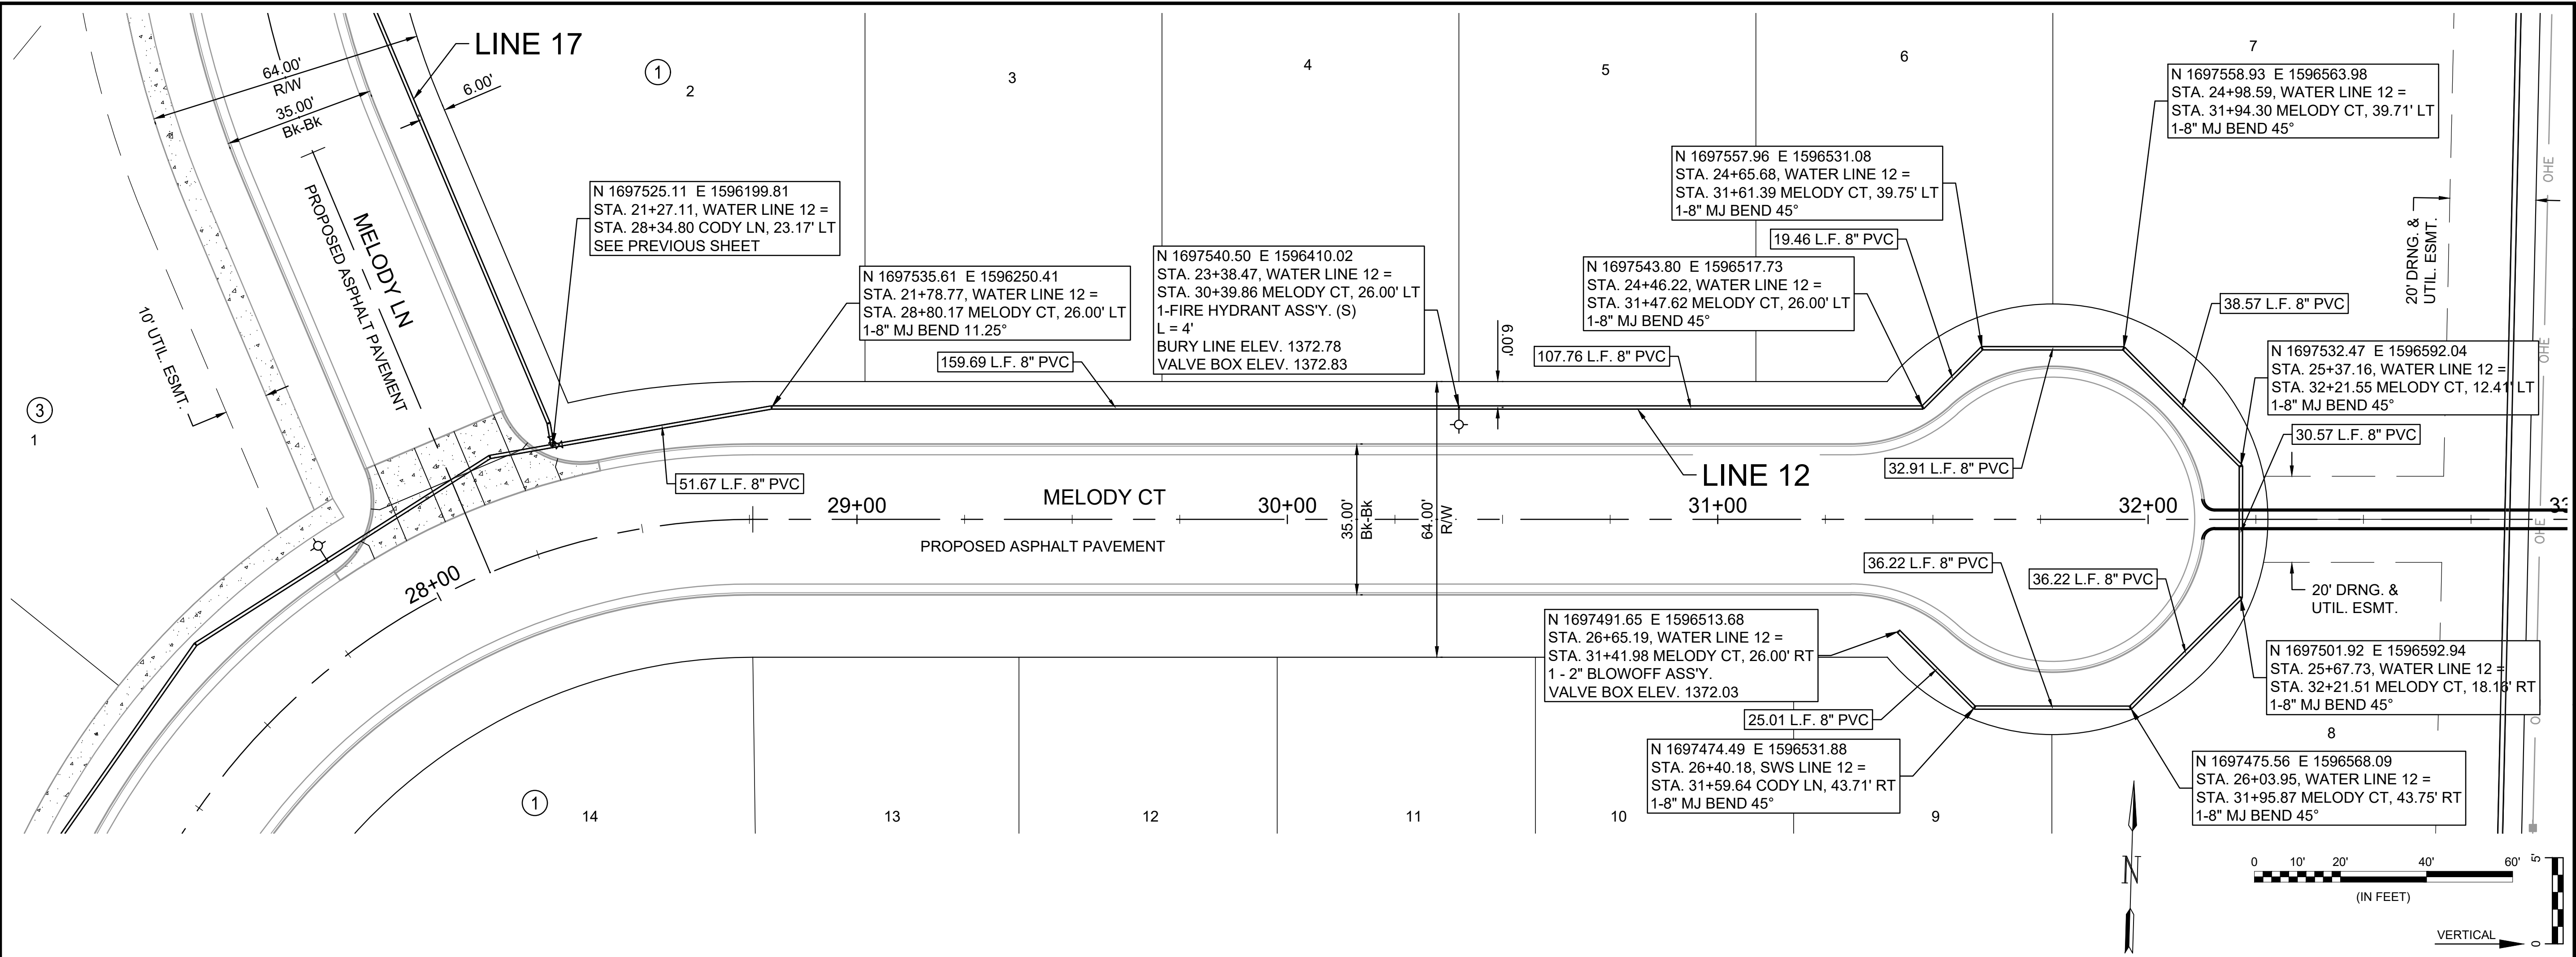 LINE 17
64.00'
R/W
35.00'
Bk-Bk
6.00'
1
2
3
4
5
6
7
N 1697558.93 E 1596563.98
STA. 24+98.59, WATER LINE 12 =
STA. 31+94.30 MELODY CT, 39.71' LT
1-8" MJ BEND 45°
N 1697557.96 E 1596531.08
STA. 24+65.68, WATER LINE 12 =
STA. 31+61.39 MELODY CT, 39.75' LT
1-8" MJ BEND 45°
N 1697525.11 E 1596199.81
STA. 21+27.11, WATER LINE 12 =
STA. 28+34.80 CODY LN, 23.17' LT
SEE PREVIOUS SHEET
MELODY LN
PROPOSED ASPHALT PAVEMENT
10' UTIL. ESMT.
N 1697535.61 E 1596250.41
STA. 21+78.77, WATER LINE 12 =
STA. 28+80.17 MELODY CT, 26.00' LT
1-8" MJ BEND 11.25°
N 1697540.50 E 1596410.02
STA. 23+38.47, WATER LINE 12 =
STA. 30+39.86 MELODY CT, 26.00' LT
1-FIRE HYDRANT ASS'Y. (S)
L = 4'
BURY LINE ELEV. 1372.78
VALVE BOX ELEV. 1372.83
19.46 L.F. 8" PVC
N 1697543.80 E 1596517.73
STA. 24+46.22, WATER LINE 12 =
STA. 31+47.62 MELODY CT, 26.00' LT
1-8" MJ BEND 45°
20' DRNG. &
UTIL. ESMT.
OHE
OHE
OHE
38.57 L.F. 8" PVC
159.69 L.F. 8" PVC
6.00'
107.76 L.F. 8" PVC
N 1697532.47 E 1596592.04
STA. 25+37.16, WATER LINE 12 =
STA. 32+21.55 MELODY CT, 12.41' LT
1-8" MJ BEND 45°
30.57 L.F. 8" PVC
3
1
51.67 L.F. 8" PVC
LINE 12
32.91 L.F. 8" PVC
MELODY CT
28+00
29+00
30+00
31+00
32+00
PROPOSED ASPHALT PAVEMENT
35.00'
Bk-Bk
64.00'
R/W
36.22 L.F. 8" PVC
36.22 L.F. 8" PVC
20' DRNG. &
UTIL. ESMT.
N 1697491.65 E 1596513.68
STA. 26+65.19, WATER LINE 12 =
STA. 31+41.98 MELODY CT, 26.00' RT
1 - 2" BLOWOFF ASS'Y.
VALVE BOX ELEV. 1372.03
25.01 L.F. 8" PVC
N 1697501.92 E 1596592.94
STA. 25+67.73, WATER LINE 12 =
STA. 32+21.51 MELODY CT, 18.16' RT
1-8" MJ BEND 45°
N 1697474.49 E 1596531.88
STA. 26+40.18, SWS LINE 12 =
STA. 31+59.64 CODY LN, 43.71' RT
1-8" MJ BEND 45°
8
N 1697475.56 E 1596568.09
STA. 26+03.95, WATER LINE 12 =
STA. 31+95.87 MELODY CT, 43.75' RT
1-8" MJ BEND 45°
1
14
13
12
11
10
9
N
0 10' 20' 40' 60'
(IN FEET)
5'
0
VERTICAL